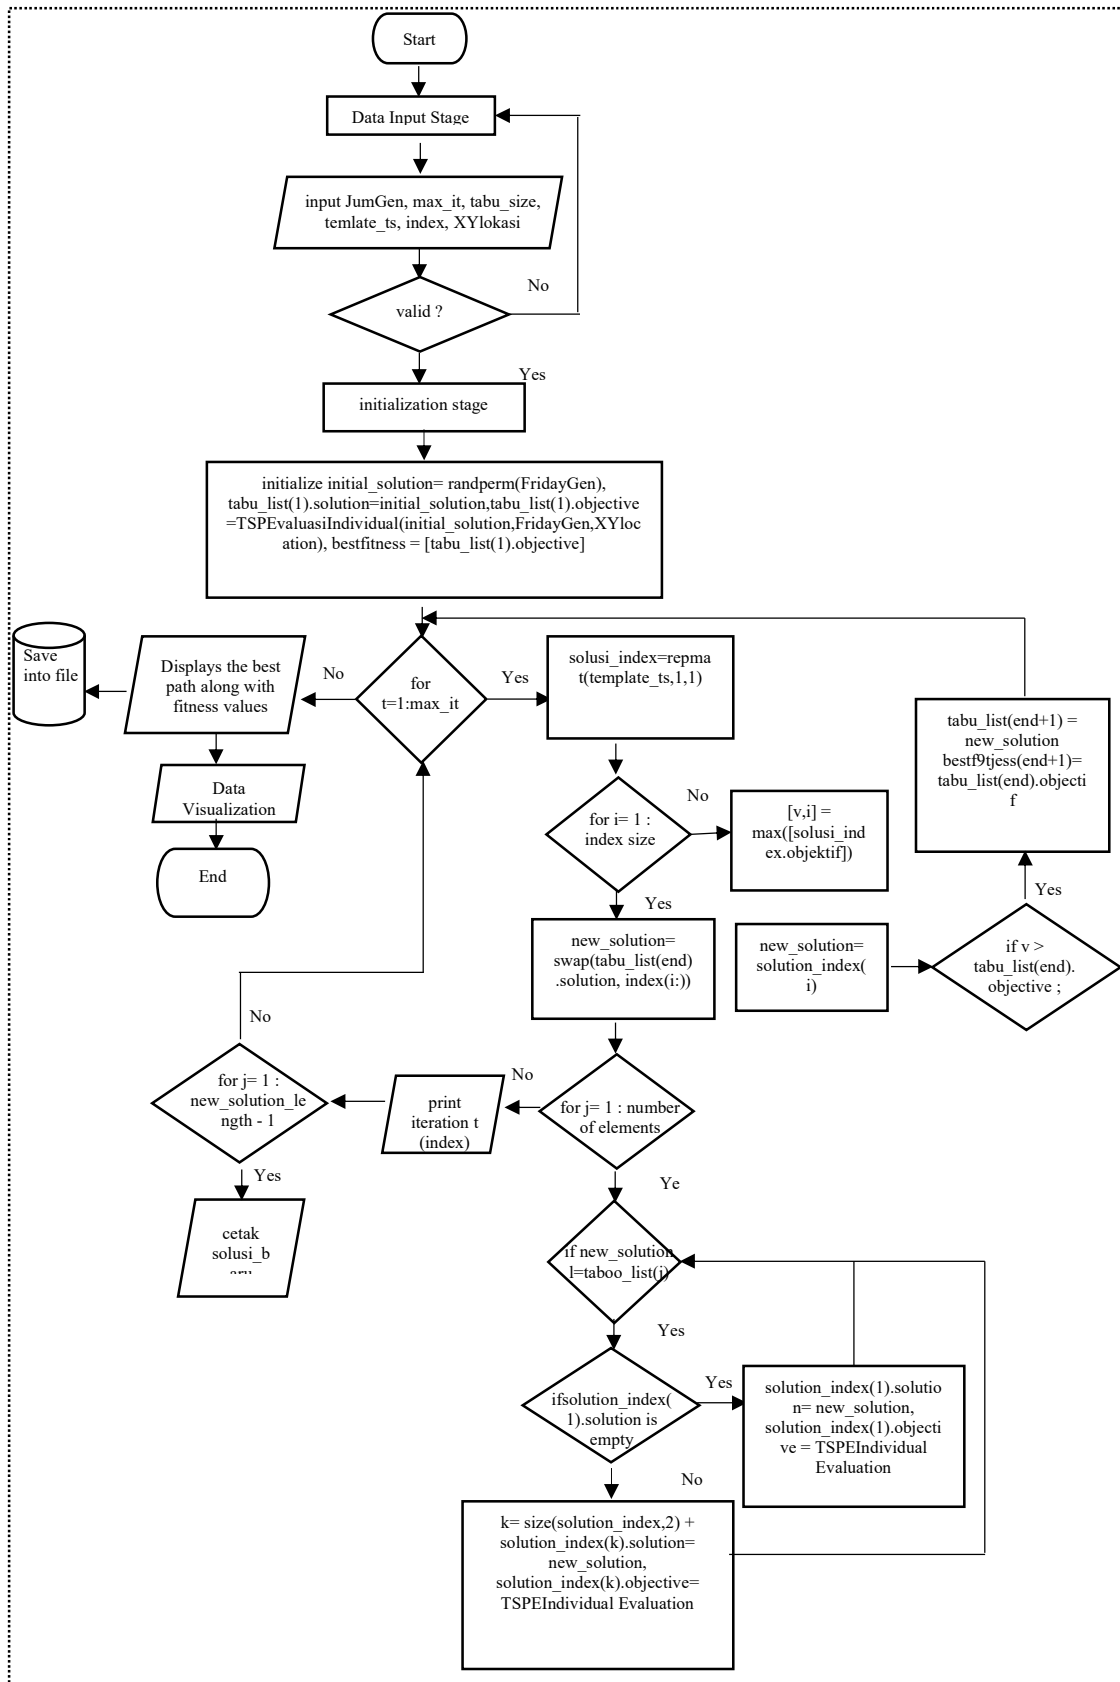 Start
Data Input Stage
input JumGen, max_it, tabu_size,
temlate_ts, index, XYlokasi
No
valid ?
Yes
initialization stage
initialize initial_solution= randperm(FridayGen),
tabu_list(1).solution=initial_solution,tabu_list(1).objective
=TSPEvaluasiIndividual(initial_solution,FridayGen,XYloc
ation), bestfitness = [tabu_list(1).objective]
Save
into file
Displays the best
path along with
fitness values
No
for
t=1:max_it
Yes
solusi_index=repma
t(template_ts,1,1)
tabu_list(end+1) =
new_solution
bestf9tjess(end+1)=
tabu_list(end).objecti
f
Data
Visualization
End
for i= 1 :
index size
No
[v,i] =
max([solusi_ind
ex.objektif])
Yes
Yes
new_solution=
swap(tabu_list(end)
.solution, index(i:))
new_solution=
solution_index(
i)
if v >
tabu_list(end).
objective ;
No
for j= 1 :
new_solution_le
ngth - 1
print
iteration t
(index)
No
for j= 1 : number
of elements
Yes
Ye
cetak
solusi_b
aru
if new_solution
l=taboo_list(j)
Yes
ifsolution_index(
1).solution is
empty
Yes
solution_index(1).solutio
n= new_solution,
solution_index(1).objecti
ve = TSPEIndividual
Evaluation
No
k= size(solution_index,2) +
solution_index(k).solution=
new_solution,
solution_index(k).objective=
TSPEIndividual Evaluation